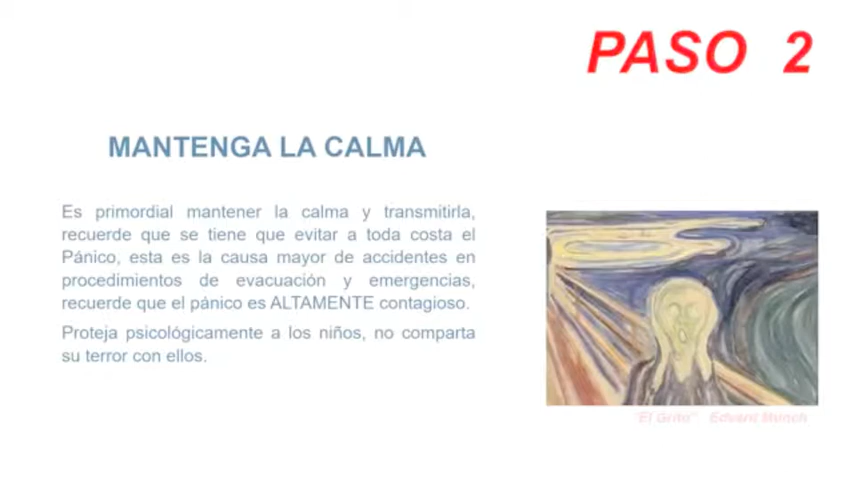 PASO 2
MANTENGA LA CALMA
Es primordial mantener la calma y transmitirla,
recuerde que se tiene que evitar a toda costa el
Pánico, esta es la causa mayor de accidentes en
procedimientos de evacuación y emergencias,
recuerde que el pánico es ALTAMENTE contagioso.
Proteja psicológicamente a los niños, no comparta
su terror con ellos.
"El Grito" Edvard Munch